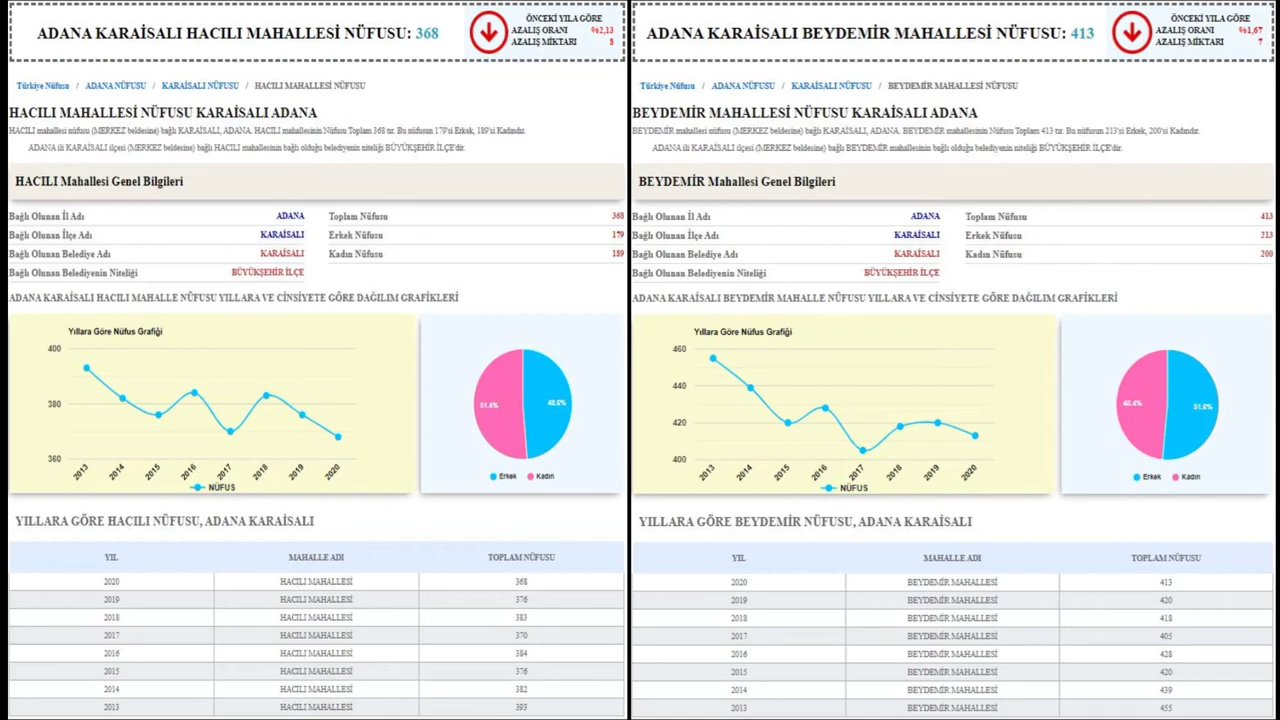 ADANA KARAİSALI HACILI MAHALLESİ NÜFUSU: 368
ÖNCEKİ YILA GÖRE
AZALIŞ ORANI %2,13
AZALIŞ MİKTARI 8
Türkiye Nüfusu / ADANA NÜFUSU / KARAİSALI NÜFUSU / HACILI MAHALLESİ NÜFUSU
HACILI MAHALLESİ NÜFUSU KARAİSALI ADANA
HACILI mahallesi nüfusu (MERKEZ beldesine) bağlı KARAİSALI, ADANA. HACILI mahallesinin Nüfusu Toplam 368 tır. Bu nüfusun 179'si Erkek, 189'si Kadındır.
ADANA ili KARAİSALI ilçesi (MERKEZ beldesine) bağlı HACILI mahallesinin bağlı olduğu belediyenin niteliği BÜYÜKŞEHİR İLÇE'dir.
HACILI Mahallesi Genel Bilgileri
Bağlı Olunan İl Adı ADANA Toplam Nüfusu 368
Bağlı Olunan İlçe Adı KARAİSALI Erkek Nüfusu 179
Bağlı Olunan Belediye Adı KARAİSALI Kadın Nüfusu 189
Bağlı Olunan Belediyenin Niteliği BÜYÜKŞEHİR İLÇE
ADANA KARAİSALI HACILI MAHALLE NÜFUSU YILLARA VE CİNSİYETE GÖRE DAĞILIM GRAFİKLERİ
Yıllara Göre Nüfus Grafiği
400
380
360
2013 2014 2015 2016 2017 2018 2019 2020
NÜFUS
51.4% 48.6%
Erkek Kadın
YILLARA GÖRE HACILI NÜFUSU, ADANA KARAİSALI
YIL MAHALLE ADI TOPLAM NÜFUSU
2020 HACILI MAHALLESİ 368
2019 HACILI MAHALLESİ 376
2018 HACILI MAHALLESİ 383
2017 HACILI MAHALLESİ 370
2016 HACILI MAHALLESİ 384
2015 HACILI MAHALLESİ 376
2014 HACILI MAHALLESİ 382
2013 HACILI MAHALLESİ 393
ADANA KARAİSALI BEYDEMİR MAHALLESİ NÜFUSU: 413
ÖNCEKİ YILA GÖRE
AZALIŞ ORANI %1,67
AZALIŞ MİKTARI 7
Türkiye Nüfusu / ADANA NÜFUSU / KARAİSALI NÜFUSU / BEYDEMİR MAHALLESİ NÜFUSU
BEYDEMİR MAHALLESİ NÜFUSU KARAİSALI ADANA
BEYDEMİR mahallesi nüfusu (MERKEZ beldesine) bağlı KARAİSALI, ADANA. BEYDEMİR mahallesinin Nüfusu Toplam 413 tır. Bu nüfusun 213'si Erkek, 200'si Kadındır.
ADANA ili KARAİSALI ilçesi (MERKEZ beldesine) bağlı BEYDEMİR mahallesinin bağlı olduğu belediyenin niteliği BÜYÜKŞEHİR İLÇE'dir.
BEYDEMİR Mahallesi Genel Bilgileri
Bağlı Olunan İl Adı ADANA Toplam Nüfusu 413
Bağlı Olunan İlçe Adı KARAİSALI Erkek Nüfusu 213
Bağlı Olunan Belediye Adı KARAİSALI Kadın Nüfusu 200
Bağlı Olunan Belediyenin Niteliği BÜYÜKŞEHİR İLÇE
ADANA KARAİSALI BEYDEMİR MAHALLE NÜFUSU YILLARA VE CİNSİYETE GÖRE DAĞILIM GRAFİKLERİ
Yıllara Göre Nüfus Grafiği
460
440
420
400
2013 2014 2015 2016 2017 2018 2019 2020
NÜFUS
48.4% 51.6%
Erkek Kadın
YILLARA GÖRE BEYDEMİR NÜFUSU, ADANA KARAİSALI
YIL MAHALLE ADI TOPLAM NÜFUSU
2020 BEYDEMİR MAHALLESİ 413
2019 BEYDEMİR MAHALLESİ 420
2018 BEYDEMİR MAHALLESİ 418
2017 BEYDEMİR MAHALLESİ 405
2016 BEYDEMİR MAHALLESİ 428
2015 BEYDEMİR MAHALLESİ 420
2014 BEYDEMİR MAHALLESİ 439
2013 BEYDEMİR MAHALLESİ 455